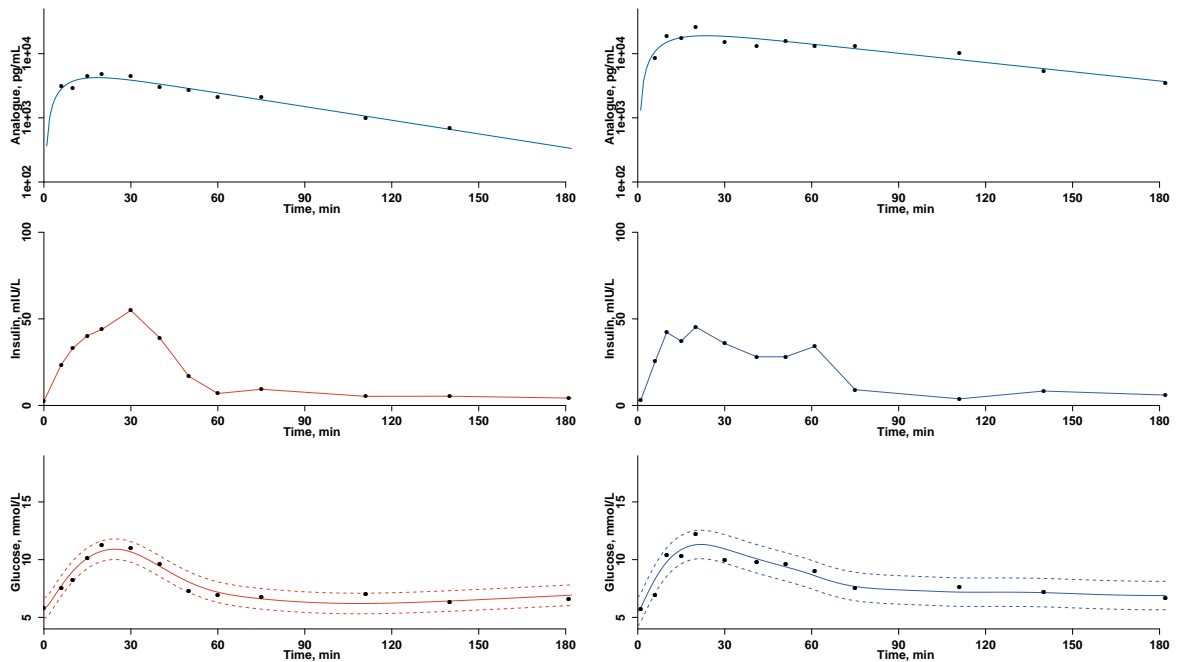 Analogue, pg/mL
1e+04
1e+03
1e+02
0 30 60 90 120 150 180
Time, min
Analogue, pg/mL
1e+04
1e+03
1e+02
0 30 60 90 120 150 180
Time, min
Insulin, mIU/L
100
50
0
0 30 60 90 120 150 180
Time, min
Insulin, mIU/L
100
50
0
0 30 60 90 120 150 180
Time, min
Glucose, mmol/L
15
10
5
0 30 60 90 120 150 180
Time, min
Glucose, mmol/L
15
10
5
0 30 60 90 120 150 180
Time, min